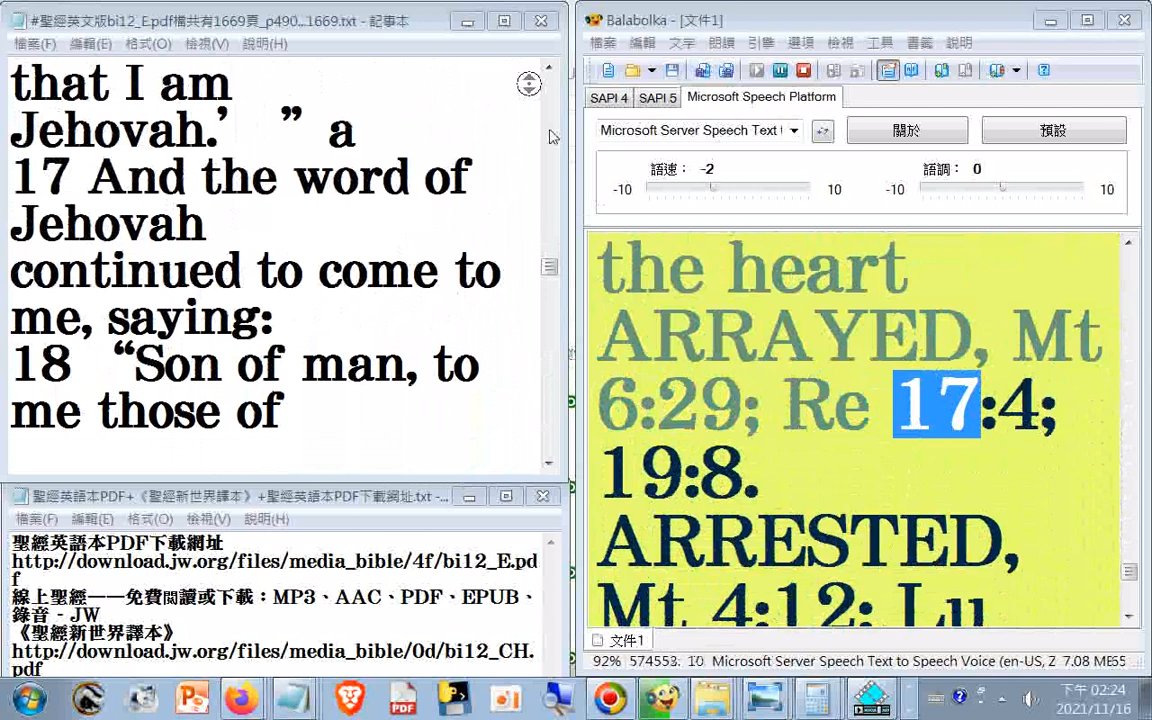 #聖經英文版bi12_E.pdf檔共有1669頁_p490...1669.txt - 記事本
檔案(F) 編輯(E) 格式(O) 檢視(V) 說明(H)
that I am
Jehovah.’ ” a
17 And the word of
Jehovah
continued to come to
me, saying:
18 “Son of man, to
me those of
聖經英語本PDF+《聖經新世界譯本》+聖經英語本PDF下載網址.txt -...
檔案(F) 編輯(E) 格式(O) 檢視(V) 說明(H)
聖經英語本PDF下載網址
http://download.jw.org/files/media_bible/4f/bi12_E.pd
f
線上聖經——免費閱讀或下載：MP3、AAC、PDF、EPUB、
錄音 - JW
《聖經新世界譯本》
http://download.jw.org/files/media_bible/0d/bi12_CH.
pdf
Balabolka - [文件1]
檔案 編輯 文字 朗讀 引擎 選項 檢視 工具 書籤 說明
SAPI 4 SAPI 5 Microsoft Speech Platform
Microsoft Server Speech Text 關於 預設
語速： -2 語調： 0
-10 10 -10 10
the heart
ARRAYED, Mt
6:29; Re 17:4;
19:8.
ARRESTED,
Mt 4:12; Lu
文件1
92% 574553: 10 Microsoft Server Speech Text to Speech Voice (en-US, Z 7.08 MB
PDF
下午 02:24
2021/11/16